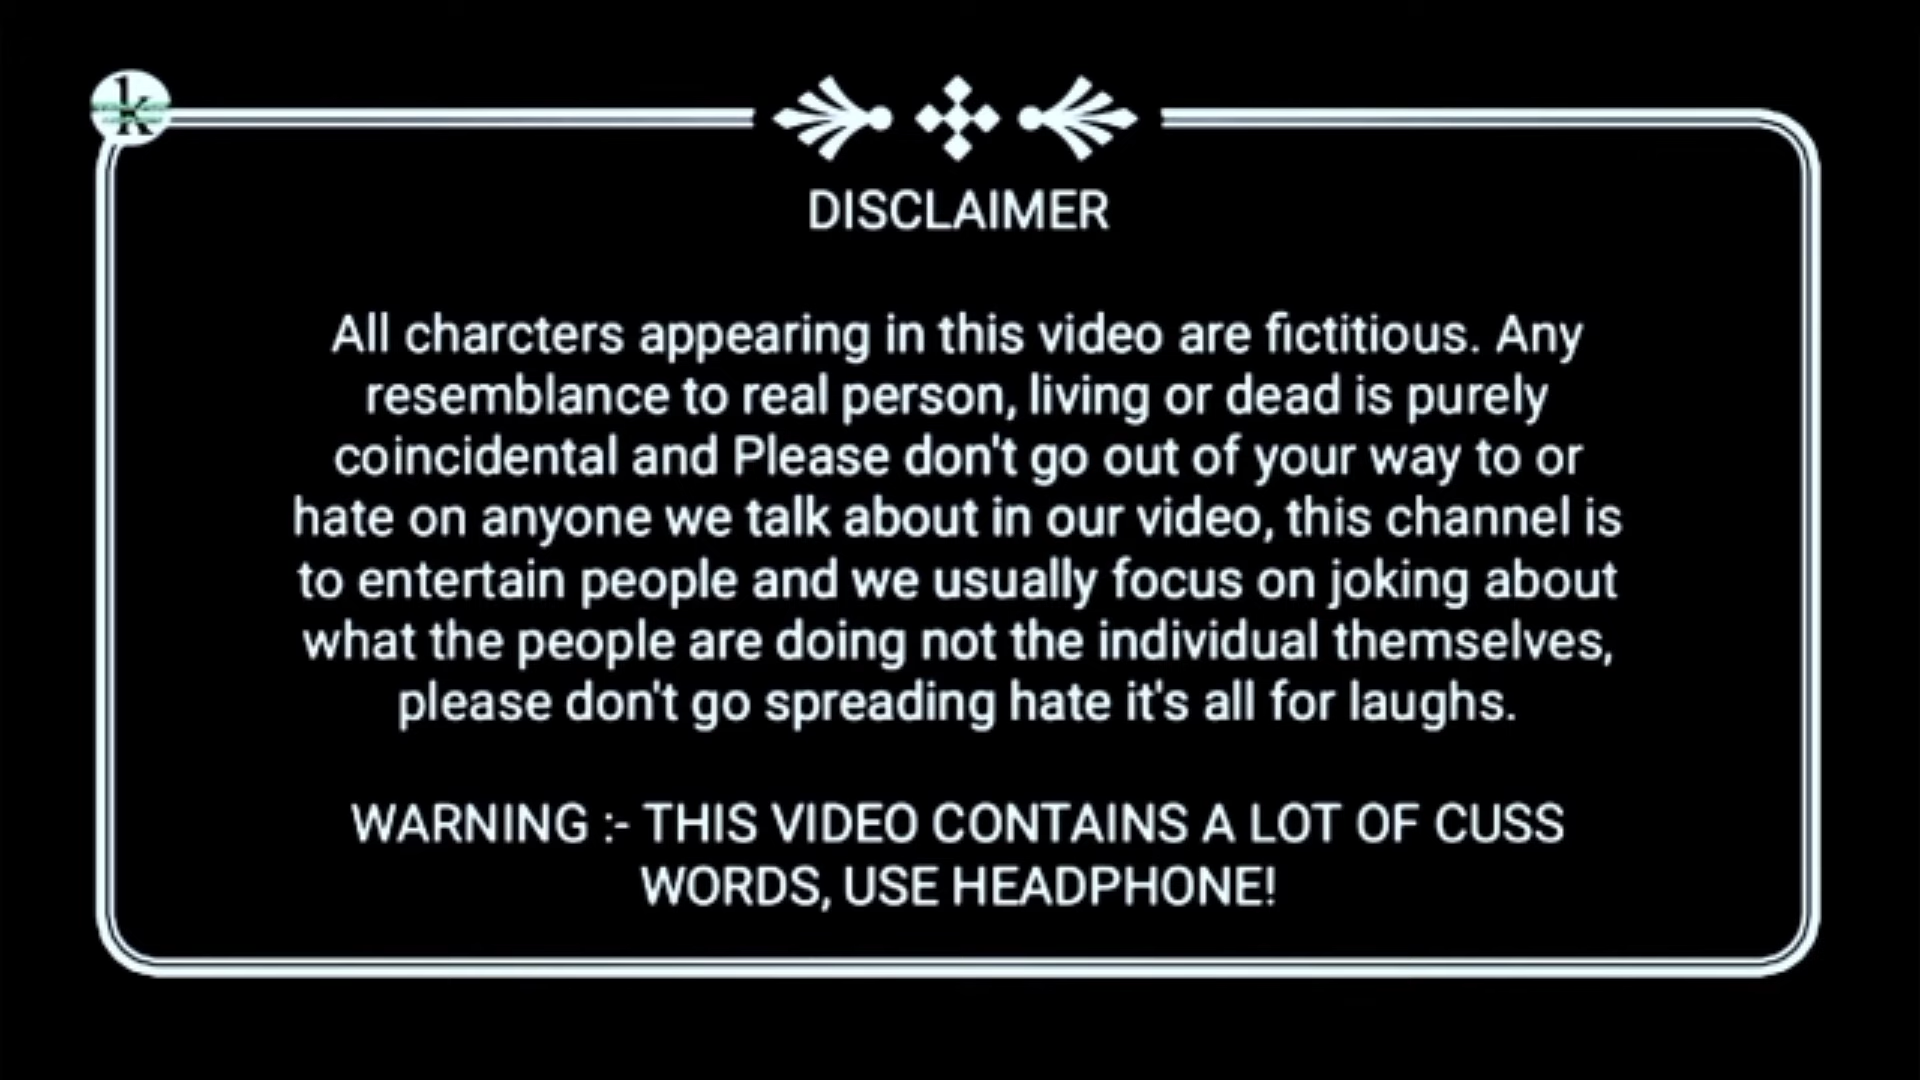 1K
DISCLAIMER
All charcters appearing in this video are fictitious. Any
resemblance to real person, living or dead is purely
coincidental and Please don't go out of your way to or
hate on anyone we talk about in our video, this channel is
to entertain people and we usually focus on joking about
what the people are doing not the individual themselves,
please don't go spreading hate it's all for laughs.
WARNING :- THIS VIDEO CONTAINS A LOT OF CUSS
WORDS, USE HEADPHONE!